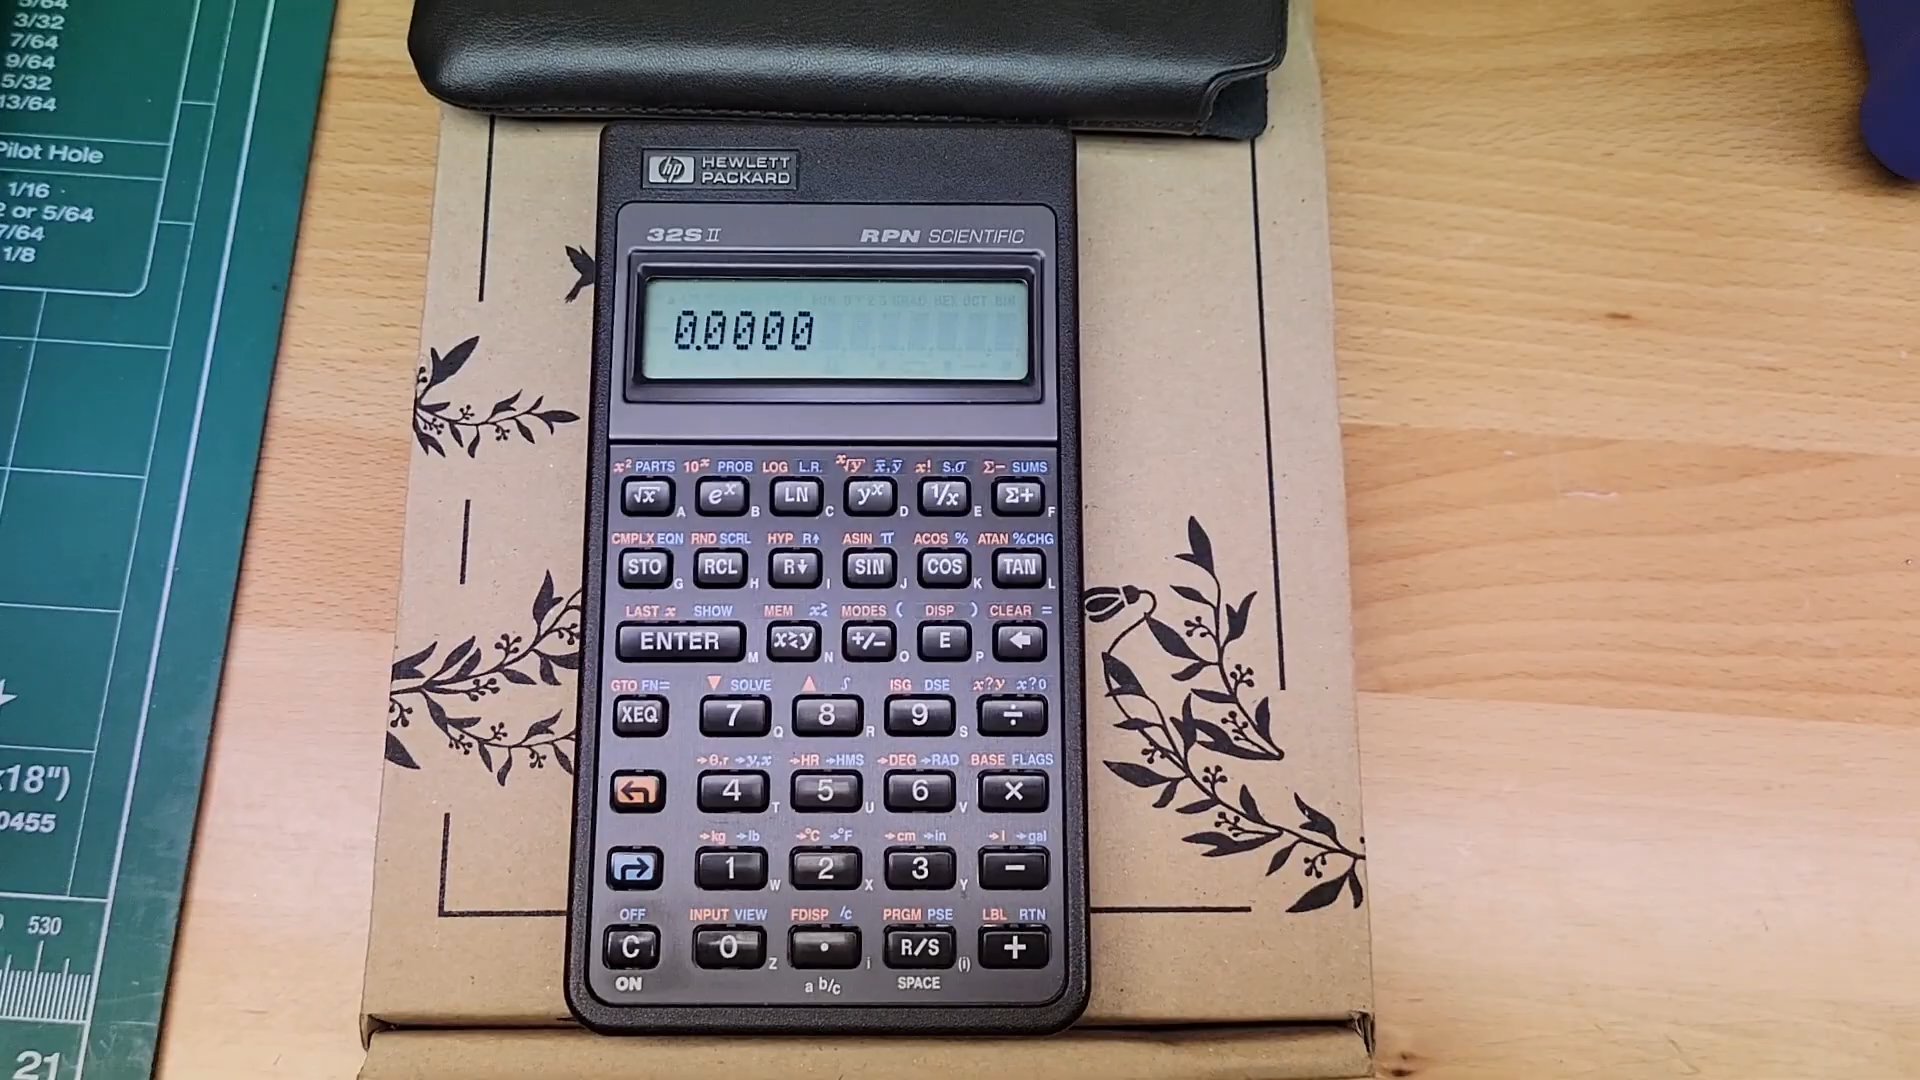 5/64
3/32
7/64
9/64
5/32
13/64
Pilot Hole
1/16
2 or 5/64
7/64
1/8
x18")
0455
530
21
hp HEWLETT
PACKARD
32SII RPN SCIENTIFIC
0.0000
x² PARTS 10ˣ PROB LOG L.R. ˣ√y x̄,ȳ x! S,σ Σ− SUMS
√x A eˣ B LN C yˣ D 1/x E Σ+ F
CMPLX EQN RND SCRL HYP R↑ ASIN π ACOS % ATAN %CHG
STO G RCL H R↓ I SIN J COS K TAN L
LAST x SHOW MEM x≷ MODES ( DISP ) CLEAR =
ENTER M x≷y N +/− O E P ←
GTO FN= ▼ SOLVE ▲ ∫ ISG DSE x?y x?0
XEQ 7 Q 8 R 9 S ÷
→θ,r →y,x →HR →HMS →DEG →RAD BASE FLAGS
4 T 5 U 6 V ×
→kg →lb →°C →°F →cm →in →l →gal
1 W 2 X 3 Y −
OFF INPUT VIEW FDISP /c PRGM PSE LBL RTN
C 0 Z · i R/S (i) +
ON a b/c SPACE